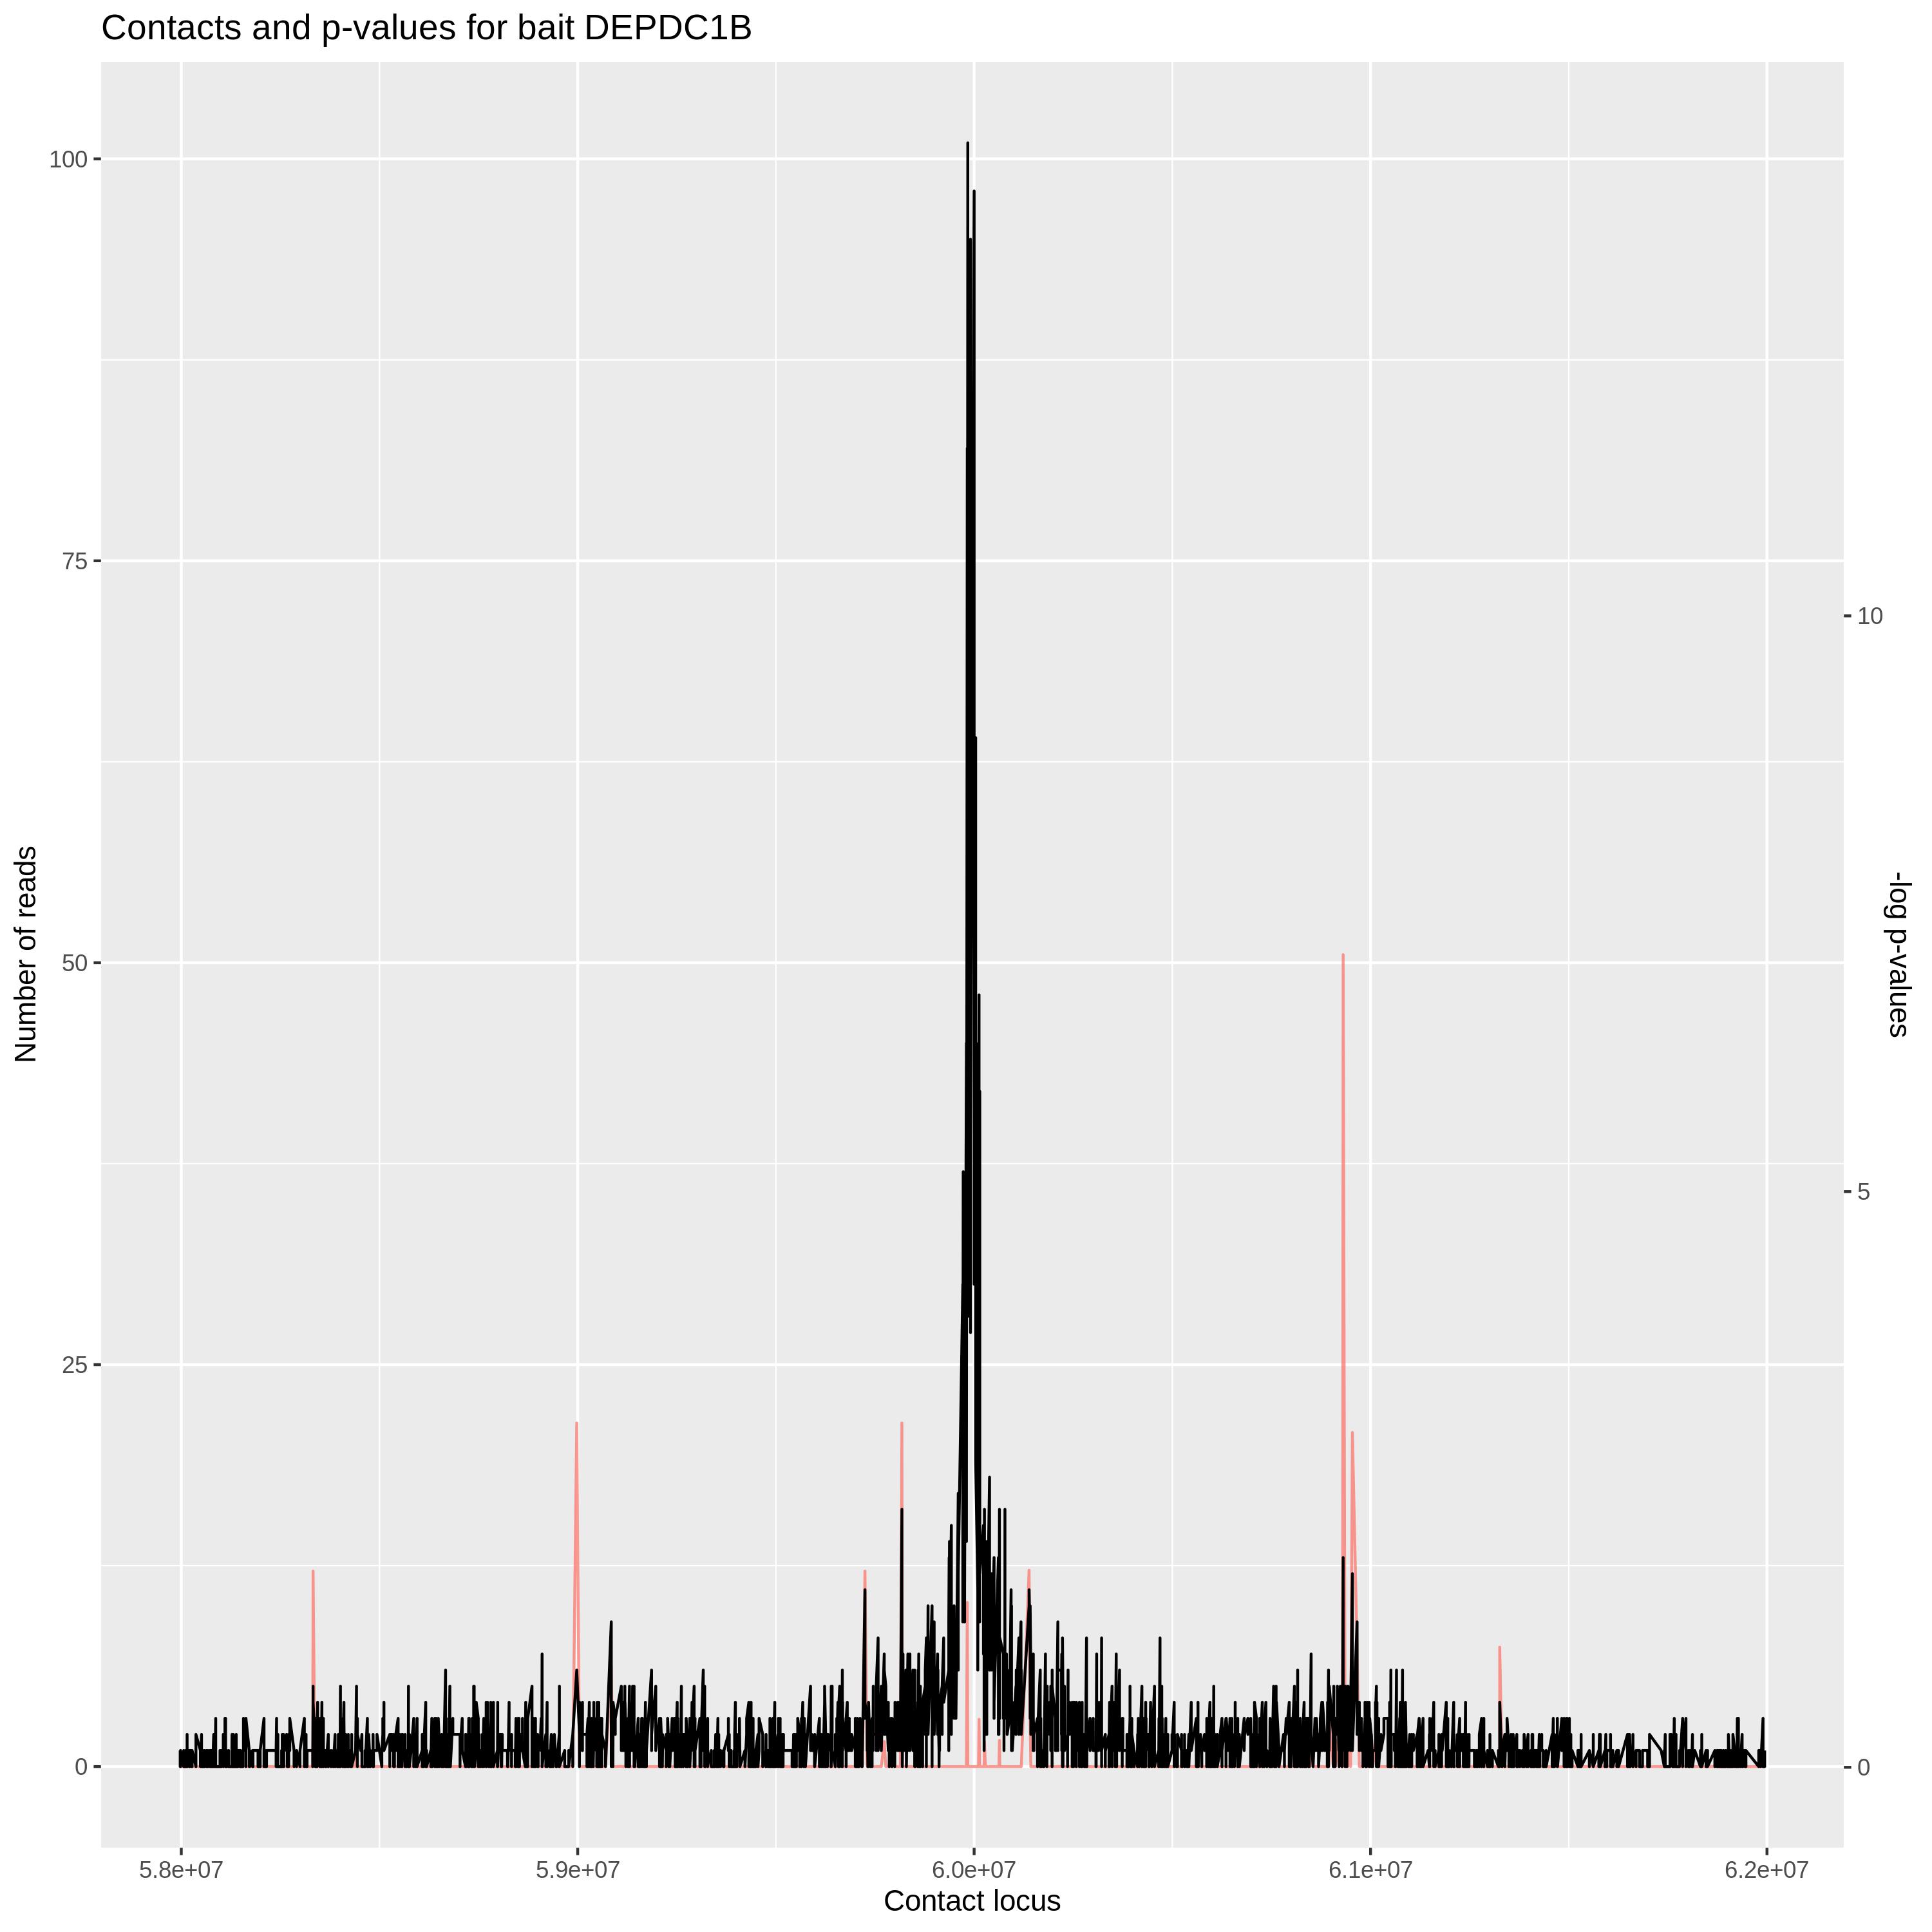 Contacts and p-values for bait DEPDC1B
100
75
50
25
0
Number of reads
10
5
0
-log p-values
5.8e+07
5.9e+07
6.0e+07
6.1e+07
6.2e+07
Contact locus